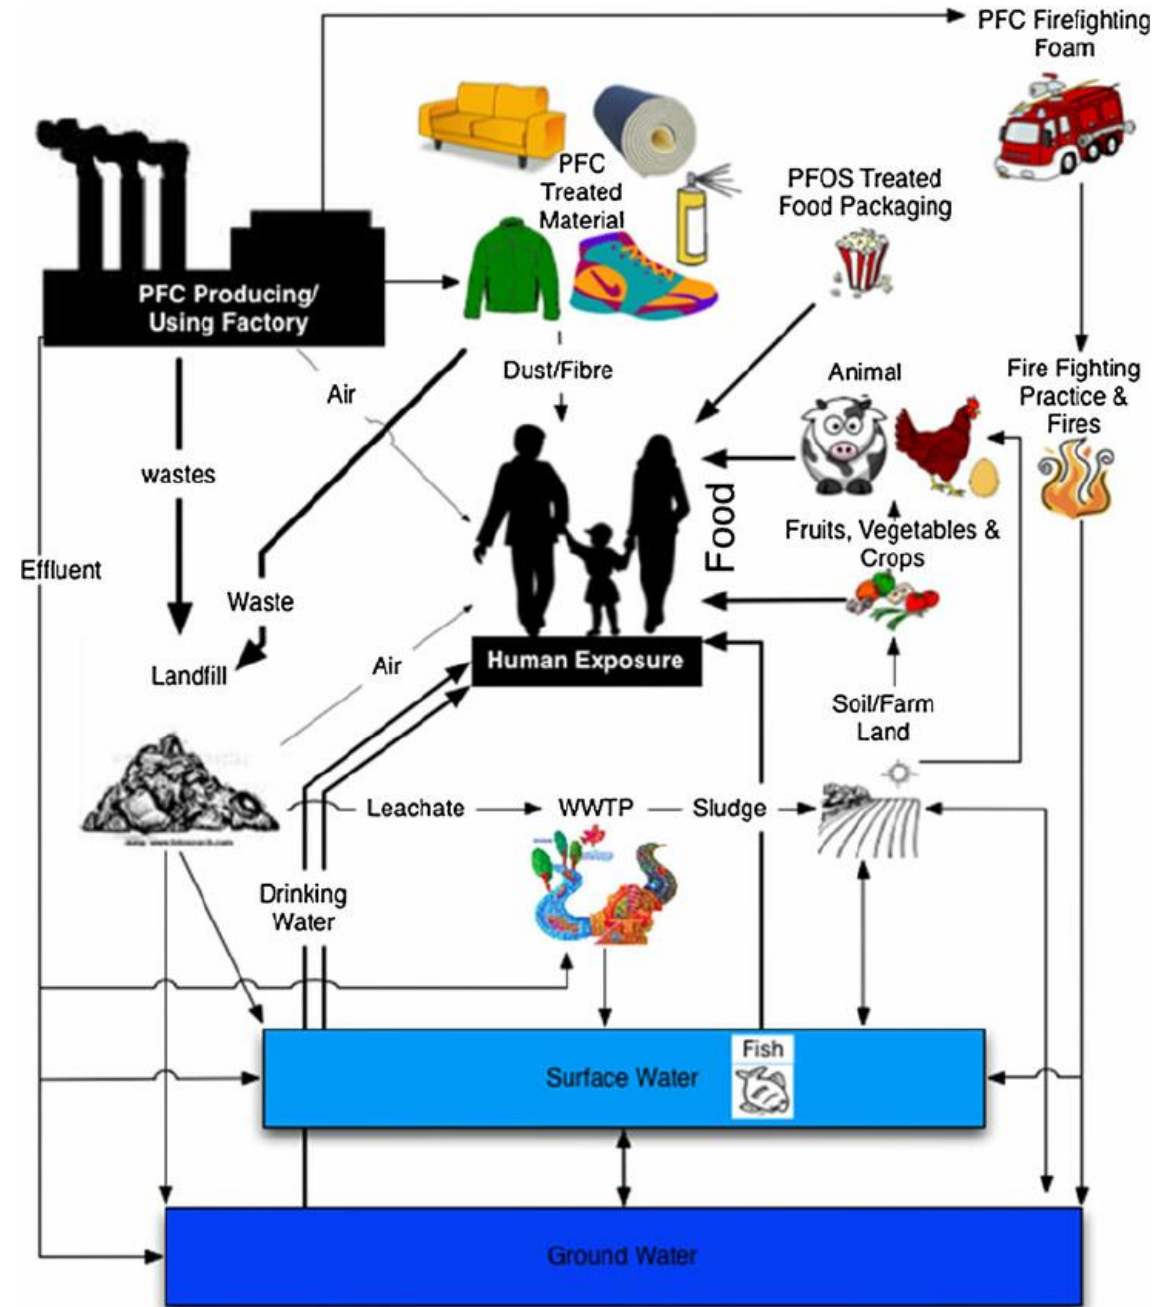 PFC Firefighting
Foam
PFC
Treated
Material
PFOS Treated
Food Packaging
PFC Producing/
Using Factory
Dust/Fibre
Air
Animal
Fire Fighting
Practice &
Fires
wastes
Food
Fruits, Vegetables &
Crops
Effluent
Waste
Landfill
Air
Human Exposure
Soil/Farm
Land
Leachate
WWTP
Sludge
Drinking
Water
Fish
Surface Water
Ground Water